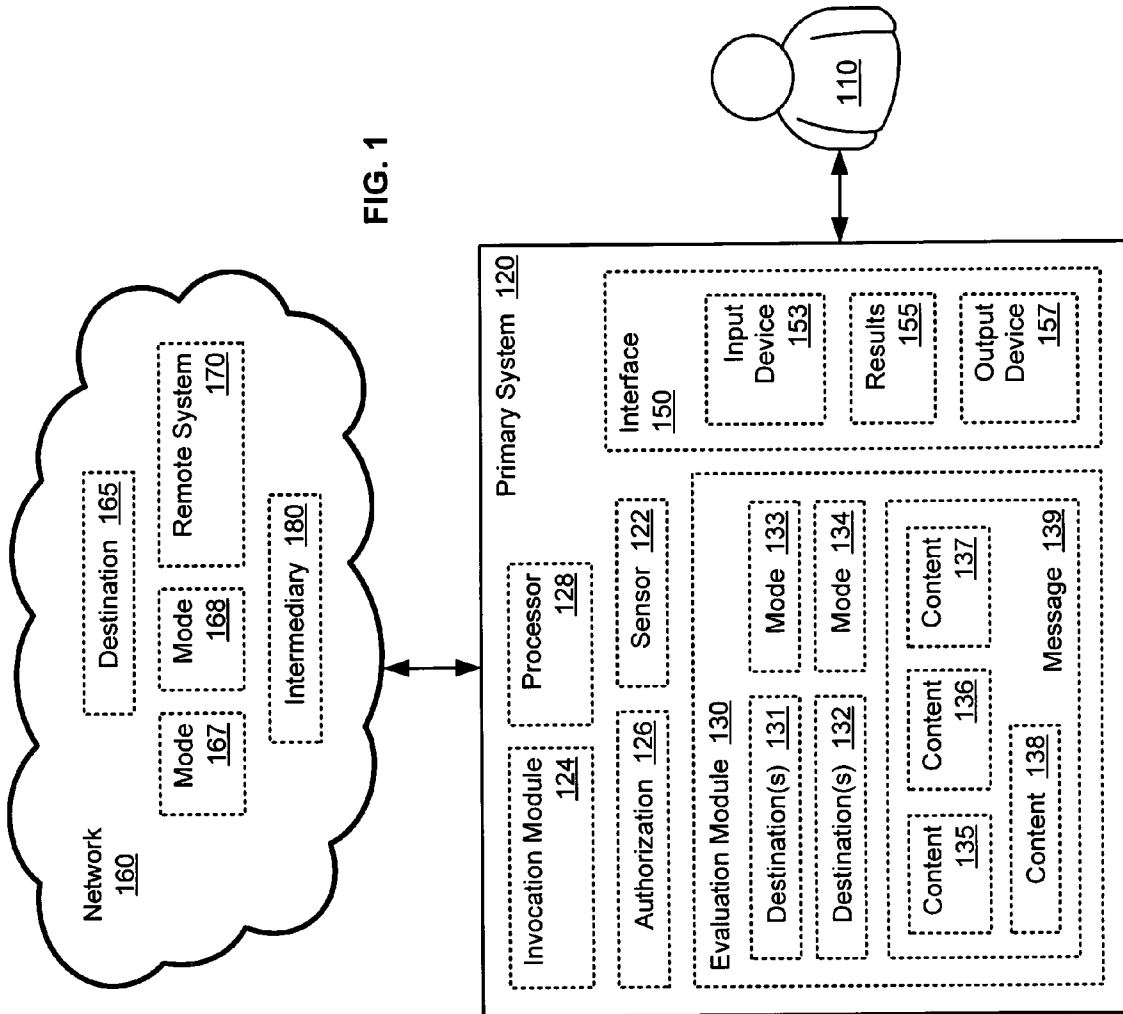 FIG. 1
Network
160
Destination 165
Mode
167
Mode
168
Remote System
170
Intermediary 180
Primary System 120
Invocation Module
124
Processor
128
Authorization 126
Sensor 122
Evaluation Module 130
Destination(s) 131
Mode 133
Destination(s) 132
Mode 134
Content
135
Content
136
Content
137
Content 138
Message 139
Interface
150
Input
Device
153
Results
155
Output
Device
157
110